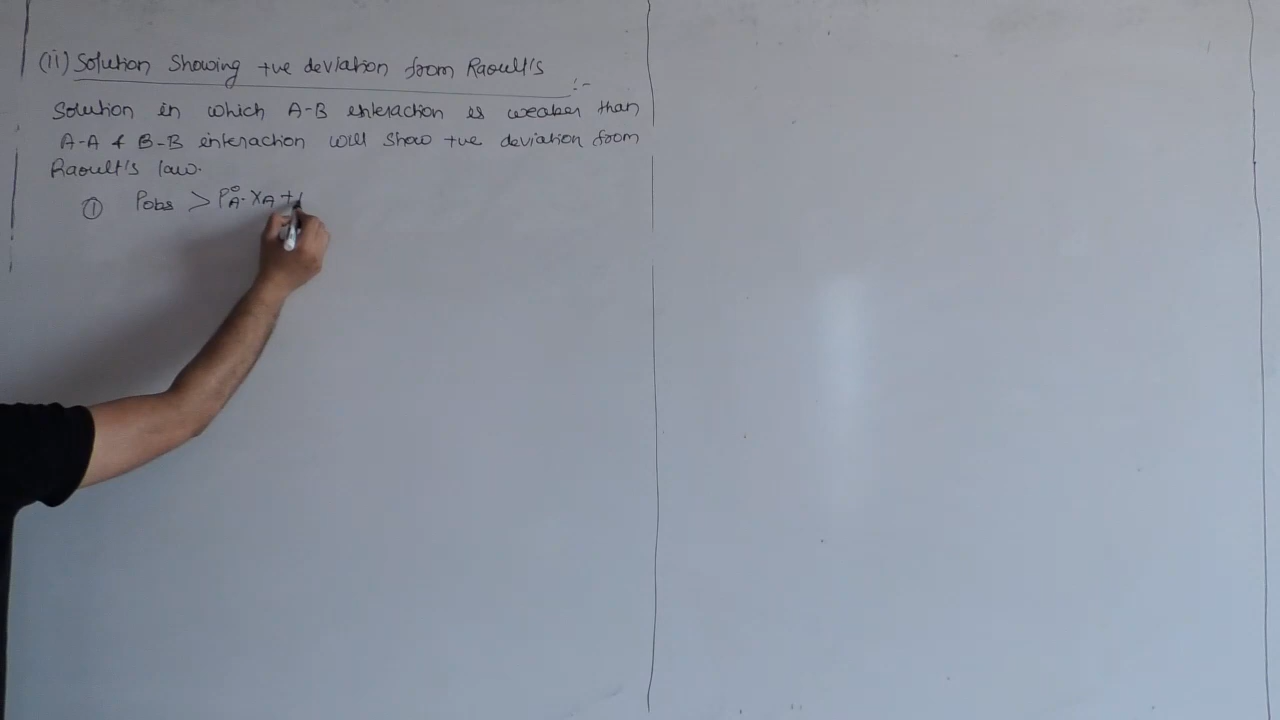 (ii) Solution Showing +ve deviation from Raoult's :-
Solution in which A-B interaction is weaker than
A-A & B-B interaction will show +ve deviation from
Raoult's law.
① Pobs > P°A . XA +